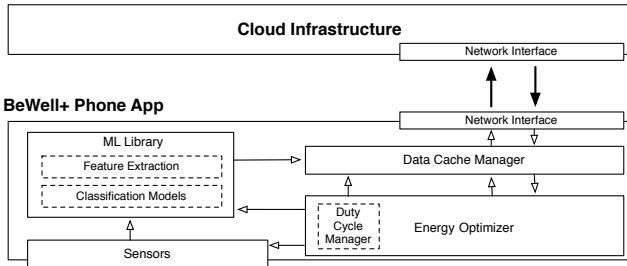 Cloud Infrastructure
Network Interface
BeWell+ Phone App
Network Interface
ML Library
Feature Extraction
Classification Models
Data Cache Manager
Duty
Cycle
Manager
Energy Optimizer
Sensors